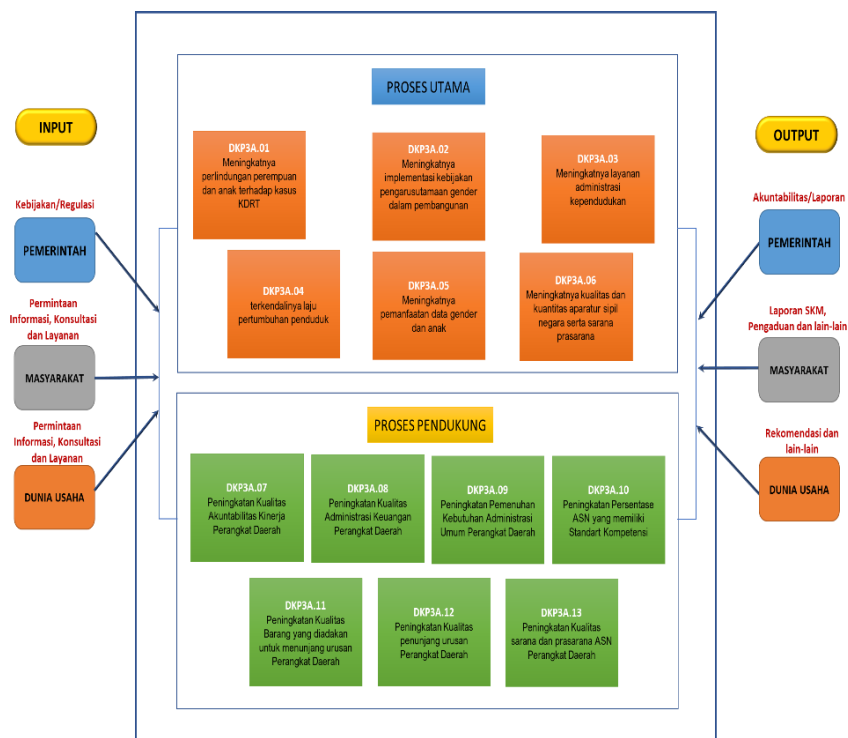 INPUT
Kebijakan/Regulasi
PEMERINTAH
Permintaan
Informasi, Konsultasi
dan Layanan
MASYARAKAT
Permintaan
Informasi, Konsultasi
dan Layanan
DUNIA USAHA
PROSES UTAMA
DKP3A.01
Meningkatnya
perlindungan perempuan
dan anak terhadap kasus
KDRT
DKP3A.02
Meningkatnya
implementasi kebijakan
pengarusutamaan gender
dalam pembangunan
DKP3A.03
Meningkatnya layanan
administrasi
kependudukan
DKP3A.04
terkendalinya laju
pertumbuhan penduduk
DKP3A.05
Meningkatnya
pemanfaatan data gender
dan anak
DKP3A.06
Meningkatnya kualitas dan
kuantitas aparatur sipil
negara serta sarana
prasarana
PROSES PENDUKUNG
DKP3A.07
Peningkatan Kualitas
Akuntabilitas Kinerja
Perangkat Daerah
DKP3A.08
Peningkatan Kualitas
Administrasi Keuangan
Perangkat Daerah
DKP3A.09
Peningkatan Pemenuhan
Kebutuhan Administrasi
Umum Perangkat Daerah
DKP3A.10
Peningkatan Persentase
ASN yang memiliki
Standart Kompetensi
DKP3A.11
Peningkatan Kualitas
Barang yang diadakan
untuk menunjang urusan
Perangkat Daerah
DKP3A.12
Peningkatan Kualitas
penunjang urusan
Perangkat Daerah
DKP3A.13
Peningkatan Kualitas
sarana dan prasarana ASN
Perangkat Daerah
OUTPUT
Akuntabilitas/Laporan
PEMERINTAH
Laporan SKM,
Pengaduan dan lain-lain
MASYARAKAT
Rekomendasi dan
lain-lain
DUNIA USAHA